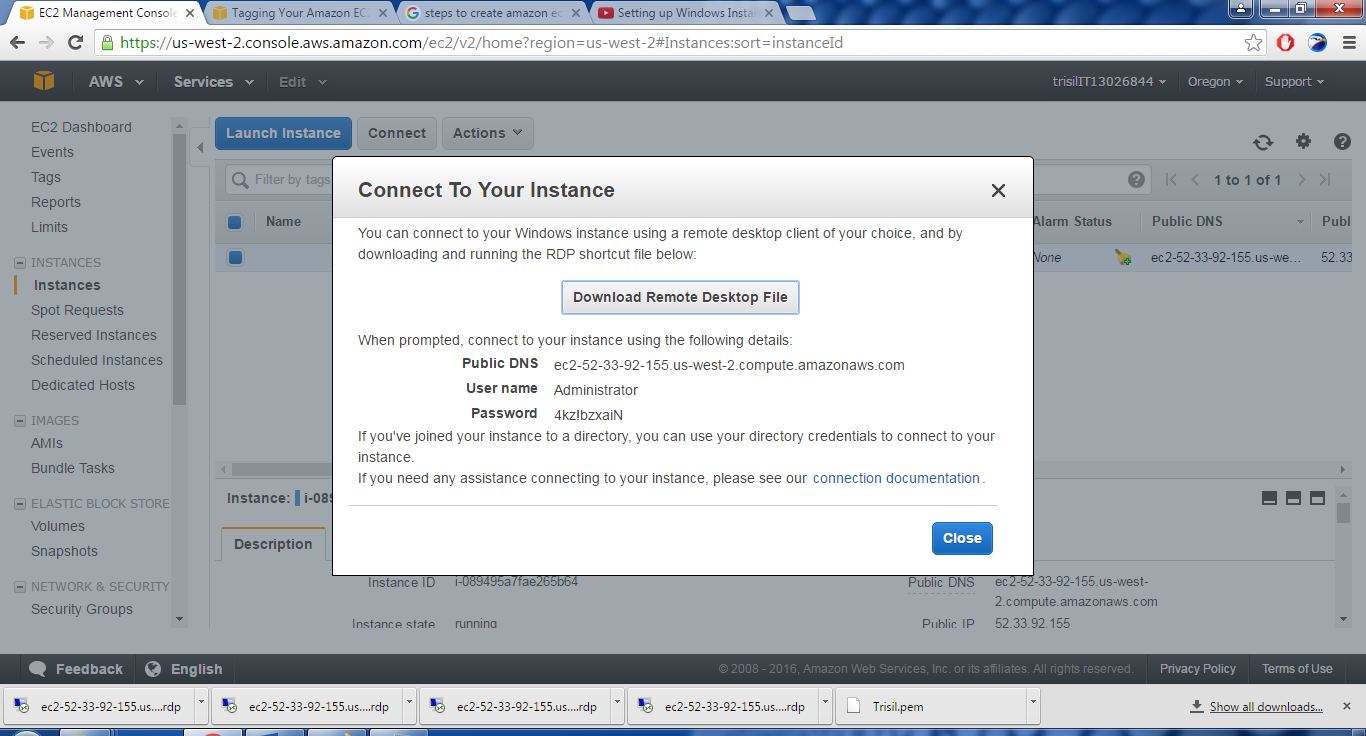 EC2 Management Console
Tagging Your Amazon EC
steps to create amazon ec
Setting up Windows Insta
https://us-west-2.console.aws.amazon.com/ec2/v2/home?region=us-west-2#Instances:sort=instanceId
AWS Services Edit trisilIT13026844 Oregon Support
EC2 Dashboard
Events
Tags
Reports
Limits
INSTANCES
Instances
Spot Requests
Reserved Instances
Scheduled Instances
Dedicated Hosts
IMAGES
AMIs
Bundle Tasks
ELASTIC BLOCK STORE
Volumes
Snapshots
NETWORK & SECURITY
Security Groups
Launch Instance Connect Actions
Filter by tags
1 to 1 of 1
Name
Alarm Status Public DNS Publ
None ec2-52-33-92-155.us-we... 52.33
Connect To Your Instance
You can connect to your Windows instance using a remote desktop client of your choice, and by
downloading and running the RDP shortcut file below:
Download Remote Desktop File
When prompted, connect to your instance using the following details:
Public DNS ec2-52-33-92-155.us-west-2.compute.amazonaws.com
User name Administrator
Password 4kz!bzxaiN
If you've joined your instance to a directory, you can use your directory credentials to connect to your
instance.
If you need any assistance connecting to your instance, please see our connection documentation.
Close
Instance: i-089
Description
Instance ID i-089495a7fae265b64
Public DNS ec2-52-33-92-155.us-west-
2.compute.amazonaws.com
Instance state running
Public IP 52.33.92.155
Feedback English
© 2008 - 2016, Amazon Web Services, Inc. or its affiliates. All rights reserved. Privacy Policy Terms of Use
ec2-52-33-92-155.us....rdp
ec2-52-33-92-155.us....rdp
ec2-52-33-92-155.us....rdp
ec2-52-33-92-155.us....rdp
Trisil.pem
Show all downloads...